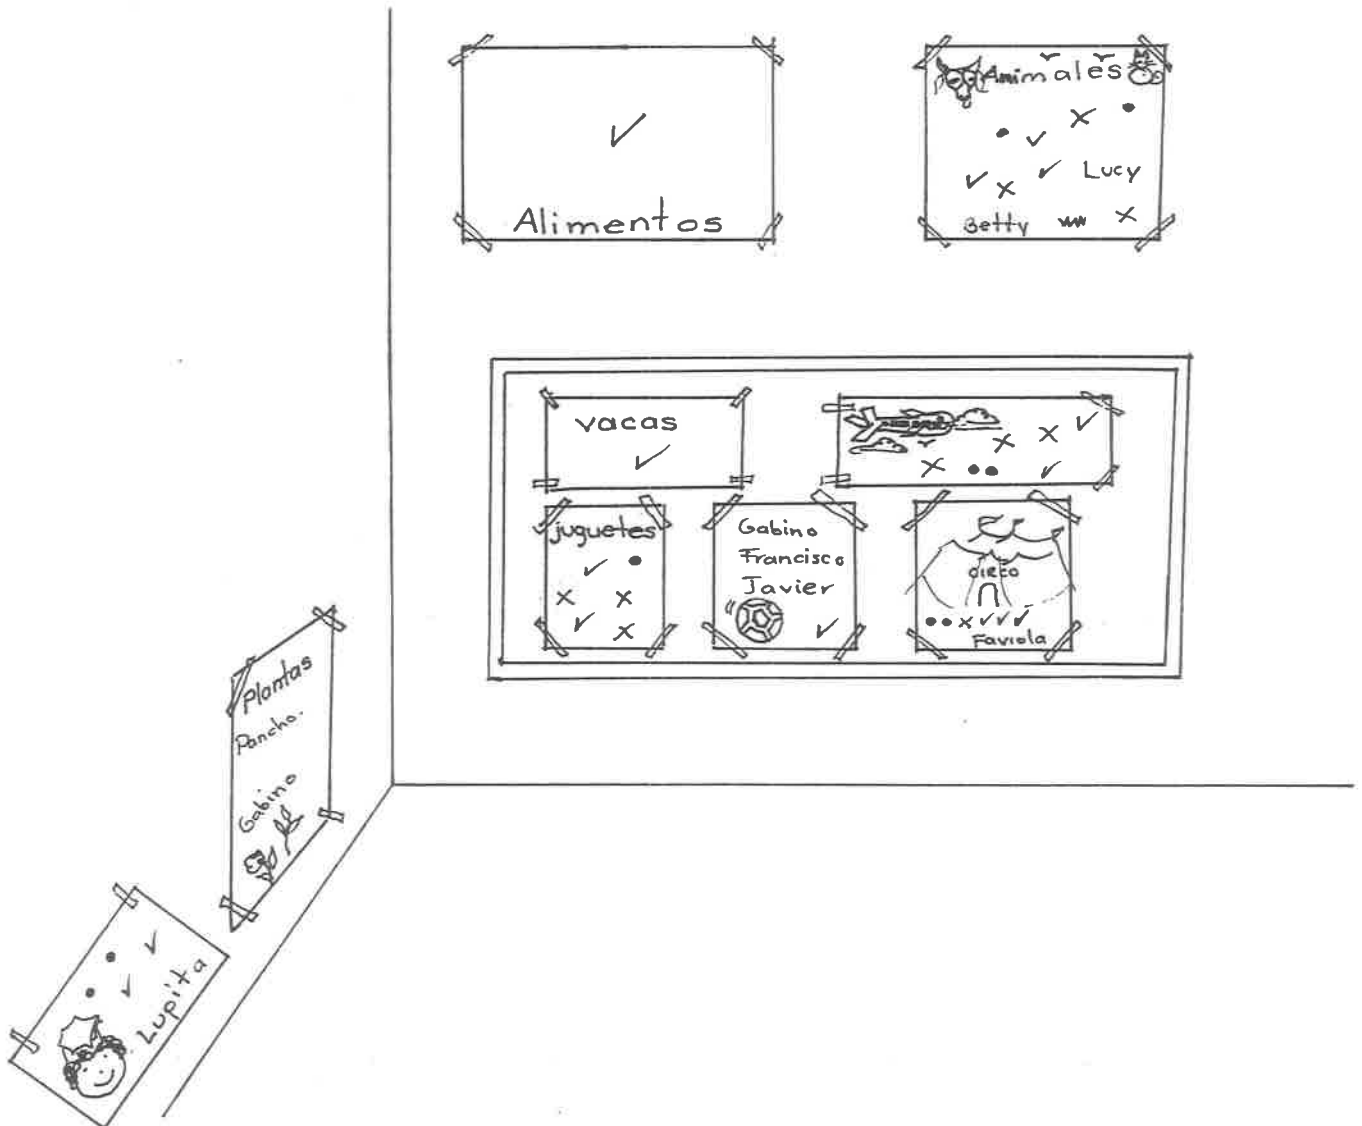 Alimentos
Animales
Lucy
Betty
vacas
juguetes
Gabino
Francisco
Javier
CIRCO
Faviola
Plantas
Pancho.
Gabino
Lupita